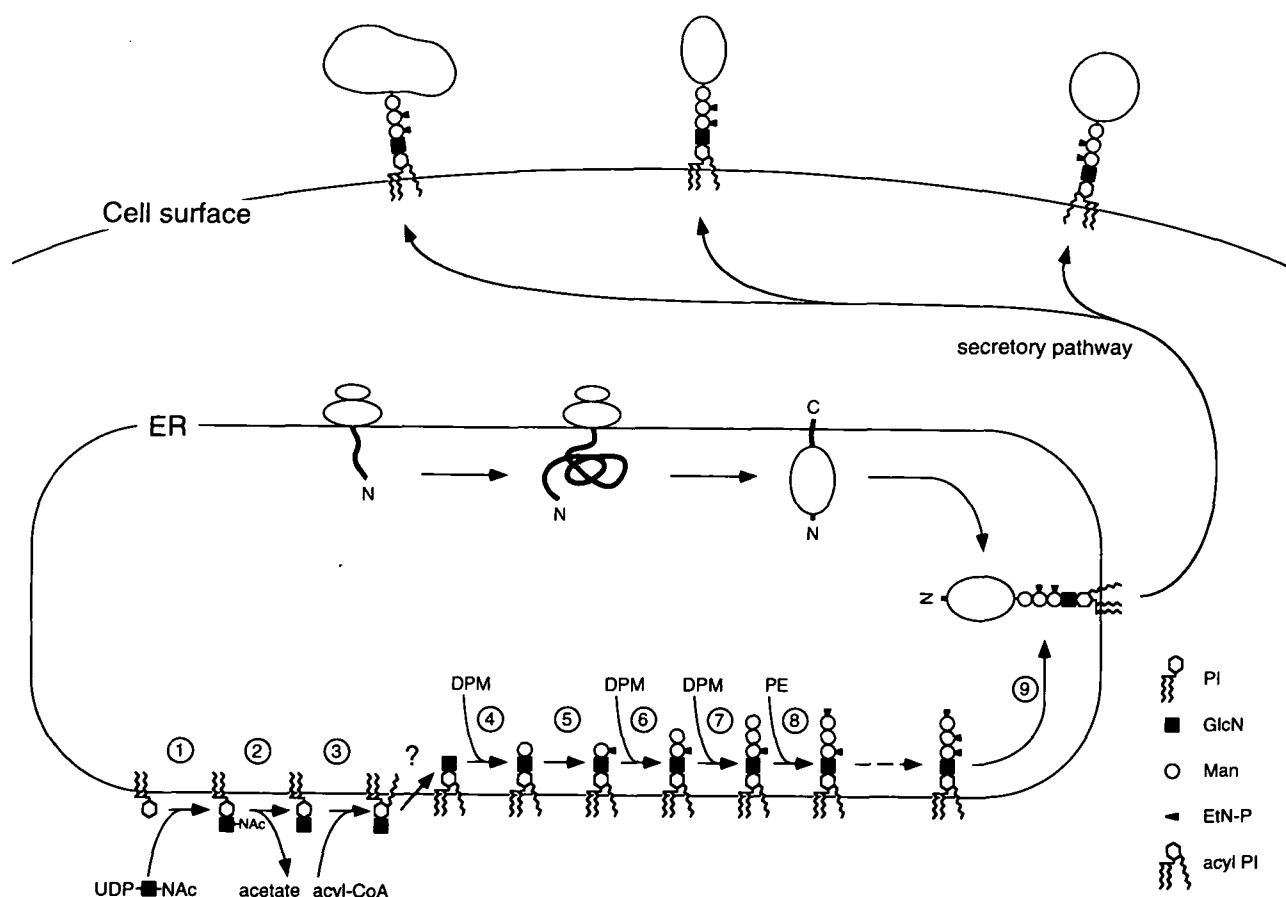 Cell surface
secretory pathway
ER
C
N
N
N
N
DPM
DPM
DPM
PE
1
2
3
?
4
5
6
7
8
9
NAc
UDP NAc
acetate
acyl-CoA
PI
GlcN
Man
EtN-P
acyl PI